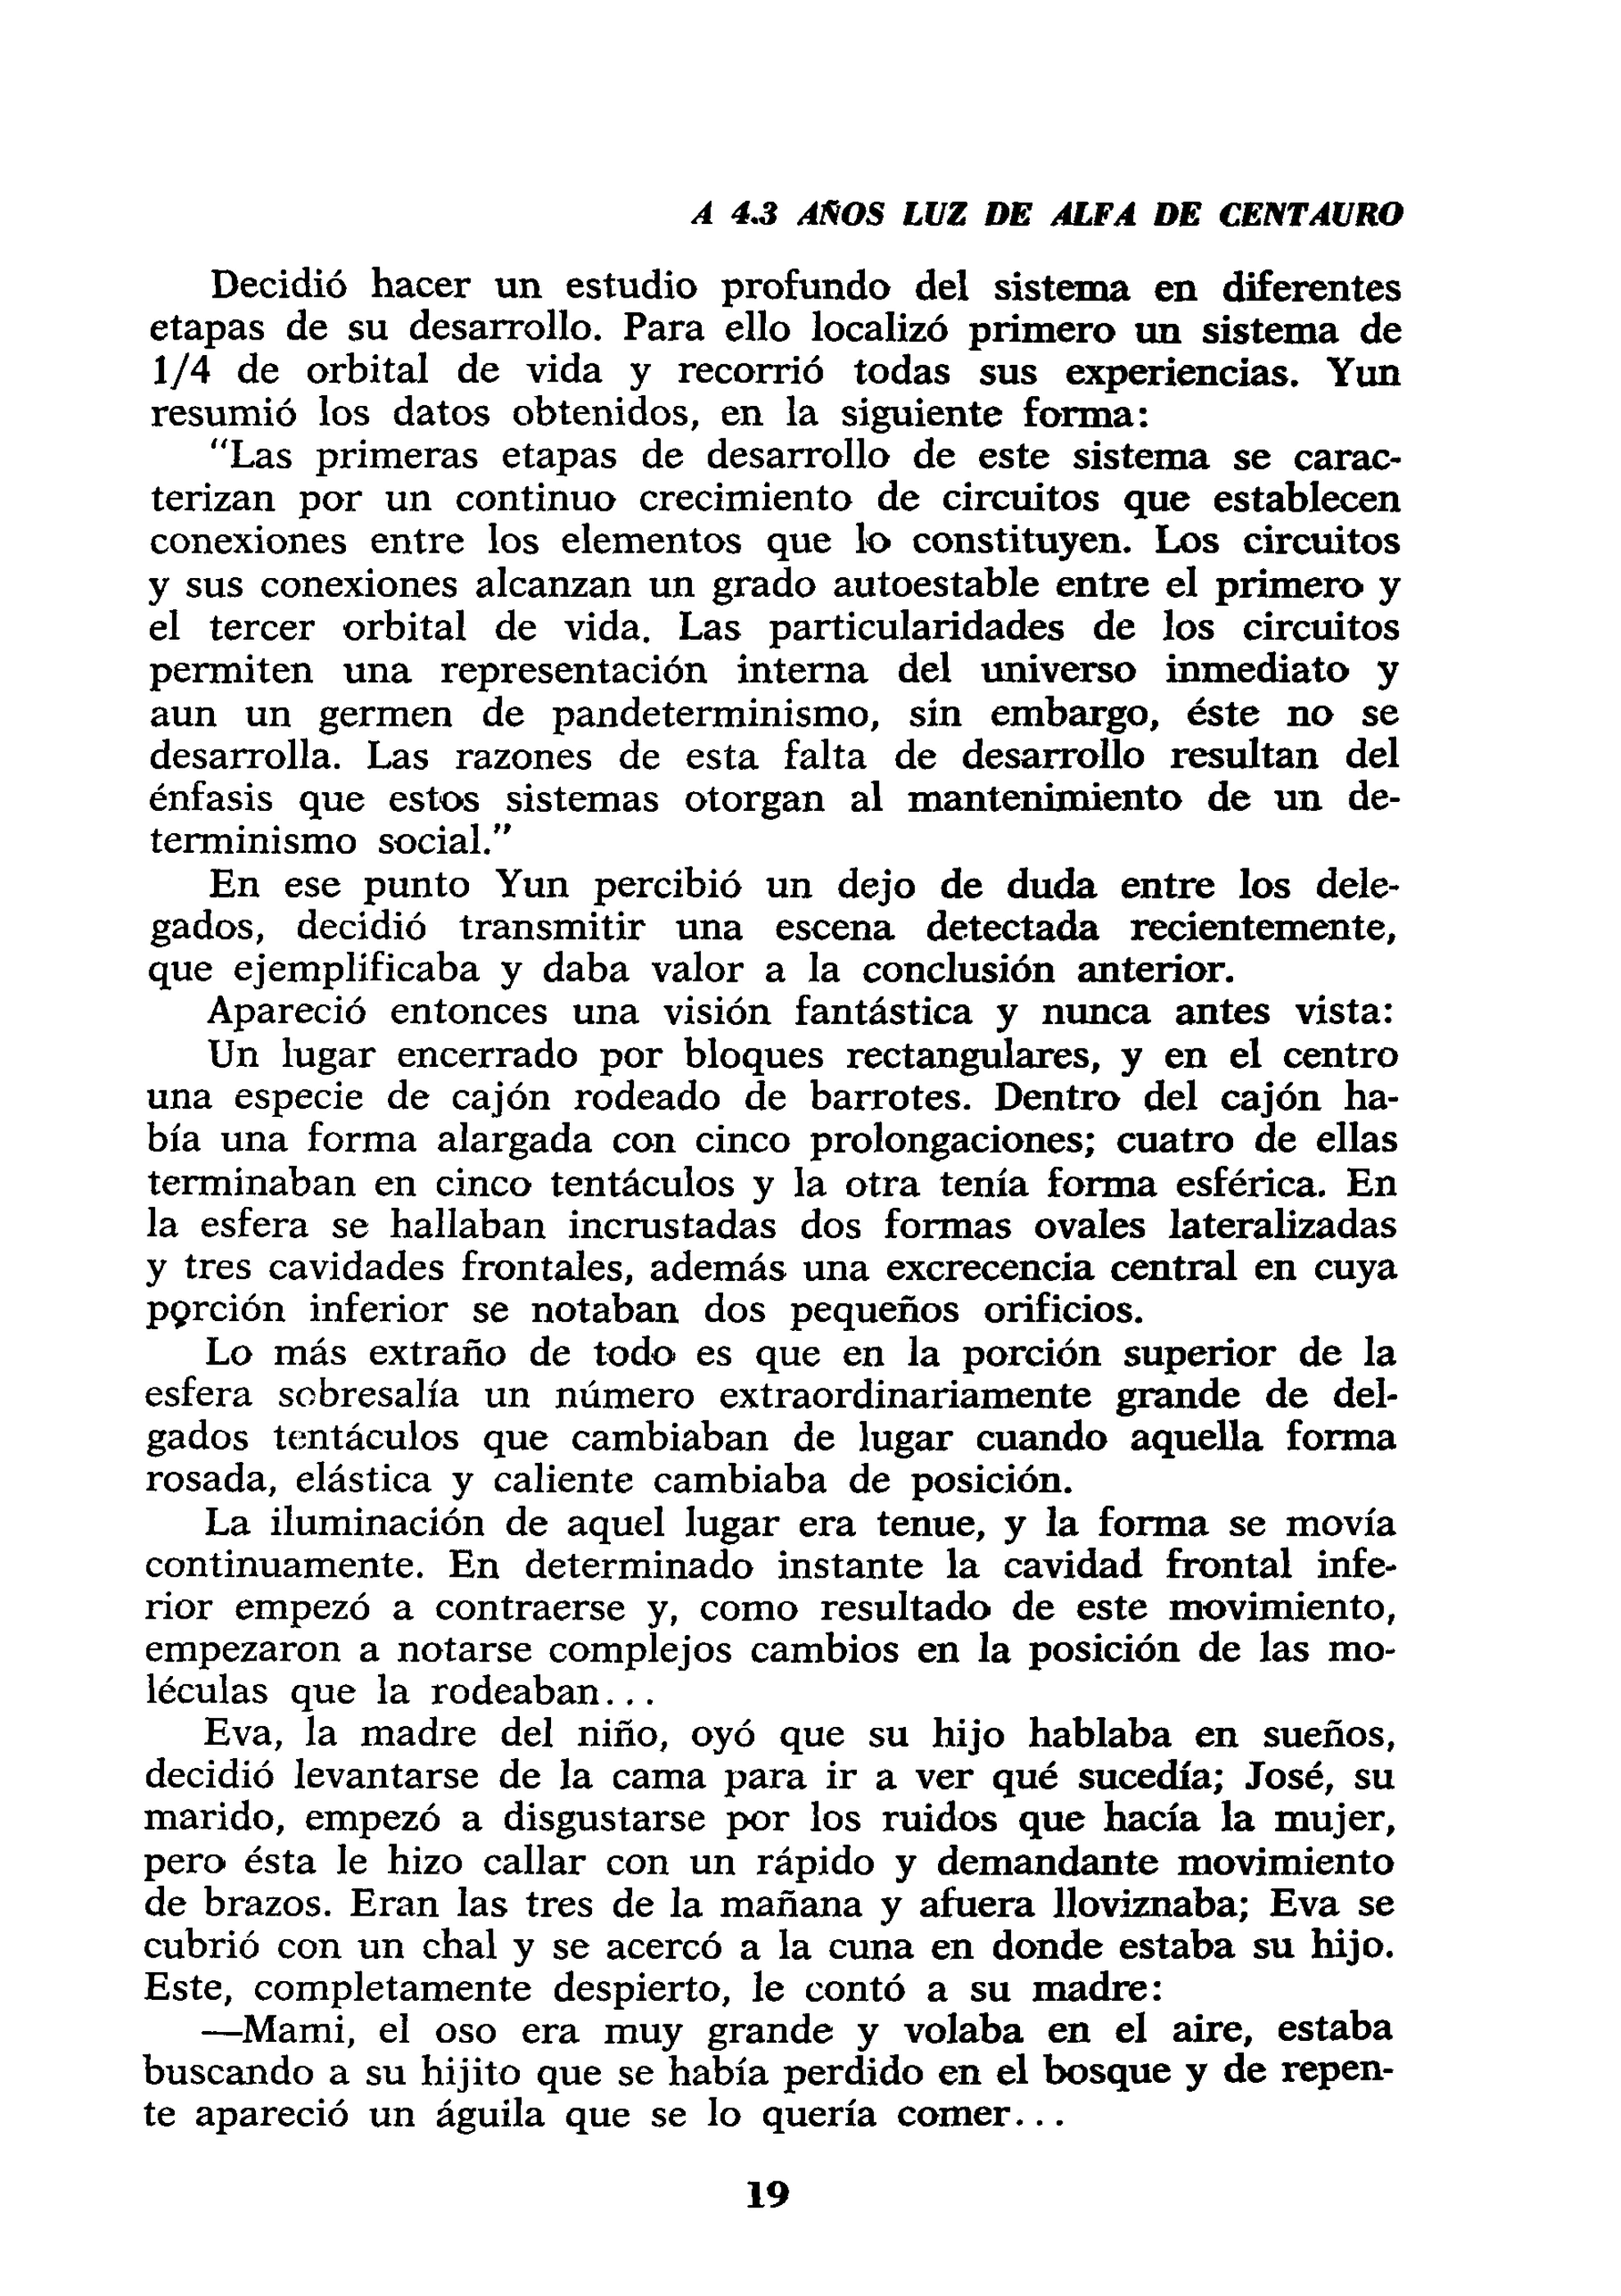 A 4.3 AÑOS LUZ DE ALFA DE CENTAURO
Decidió hacer un estudio profundo del sistema en diferentes
etapas de su desarrollo. Para ello localizó primero un sistema de
1/4 de orbital de vida y recorrió todas sus experiencias. Yun
resumió los datos obtenidos, en la siguiente forma:
"Las primeras etapas de desarrollo de este sistema se carac-
terizan por un continuo crecimiento de circuitos que establecen
conexiones entre los elementos que lo constituyen. Los circuitos
y sus conexiones alcanzan un grado autoestable entre el primero y
el tercer orbital de vida. Las particularidades de los circuitos
permiten una representación interna del universo inmediato y
aun un germen de pandeterminismo, sin embargo, éste no se
desarrolla. Las razones de esta falta de desarrollo resultan del
énfasis que estos sistemas otorgan al mantenimiento de un de-
terminismo social."
En ese punto Yun percibió un dejo de duda entre los dele-
gados, decidió transmitir una escena detectada recientemente,
que ejemplificaba y daba valor a la conclusión anterior.
Apareció entonces una visión fantástica y nunca antes vista:
Un lugar encerrado por bloques rectangulares, y en el centro
una especie de cajón rodeado de barrotes. Dentro del cajón ha-
bía una forma alargada con cinco prolongaciones; cuatro de ellas
terminaban en cinco tentáculos y la otra tenía forma esférica. En
la esfera se hallaban incrustadas dos formas ovales lateralizadas
y tres cavidades frontales, además una excrecencia central en cuya
porción inferior se notaban dos pequeños orificios.
Lo más extraño de todo es que en la porción superior de la
esfera sobresalía un número extraordinariamente grande de del-
gados tentáculos que cambiaban de lugar cuando aquella forma
rosada, elástica y caliente cambiaba de posición.
La iluminación de aquel lugar era tenue, y la forma se movía
continuamente. En determinado instante la cavidad frontal infe-
rior empezó a contraerse y, como resultado de este movimiento,
empezaron a notarse complejos cambios en la posición de las mo-
léculas que la rodeaban...
Eva, la madre del niño, oyó que su hijo hablaba en sueños,
decidió levantarse de la cama para ir a ver qué sucedía; José, su
marido, empezó a disgustarse por los ruidos que hacía la mujer,
pero ésta le hizo callar con un rápido y demandante movimiento
de brazos. Eran las tres de la mañana y afuera lloviznaba; Eva se
cubrió con un chal y se acercó a la cuna en donde estaba su hijo.
Este, completamente despierto, le contó a su madre:
—Mami, el oso era muy grande y volaba en el aire, estaba
buscando a su hijito que se había perdido en el bosque y de repen-
te apareció un águila que se lo quería comer...
19